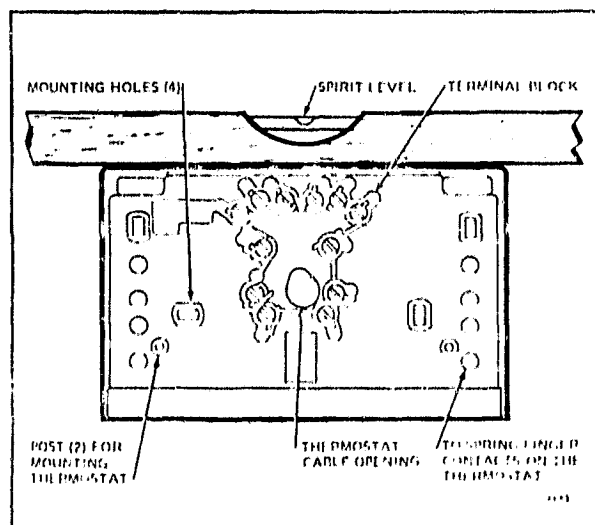 MOUNTING HOLES (4)
SPIRIT LEVEL
TERMINAL BLOCK
POST (2) FOR
MOUNTING
THERMOSTAT
THERMOSTAT
CABLE OPENING
TO SPRING FINGER
CONTACTS ON THE
THERMOSTAT